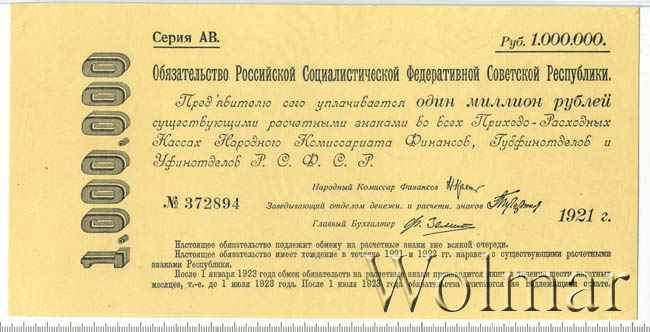 Серия АВ.
Руб. 1.000.000.
1.000.000
Обязательство Российской Социалистической Федеративной Советской Республики.
Пред'явителю сего уплачивается один миллион рублей
существующими расчетными знаками во всех Приходо-Расходных
Кассах Народного Комиссариата Финансов, Губфинотделов и
Уфинотделов Р. С. Ф. С. Р.
Народный Комиссар Финансов
№ 372894
Заведывающий отделом денежн. и расчетн. знаков
1921 г.
Главный Бухгалтер
Настоящее обязательство подлежит обмену на расчетные знаки вне всякой очереди.
Настоящее обязательство имеет хождение в течение 1921 и 1922 гг. наравне с существующими расчетными
знаками Республики.
После 1 января 1923 года обмен обязательств на расчетные знаки производится лишь в течение шести льготных
месяцев, т.-е. до 1 июля 1923 года. После 1 июля 1923 года обязательства считаются не подлежащими оплате.
Wolmar